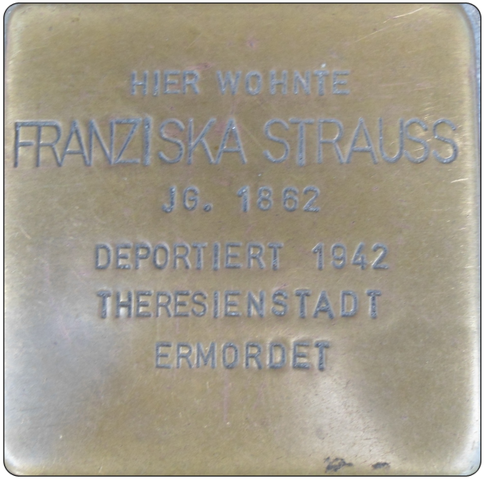 HIER WOHNTE
FRANZISKA STRAUSS
JG. 1862
DEPORTIERT 1942
THERESIENSTADT
ERMORDET